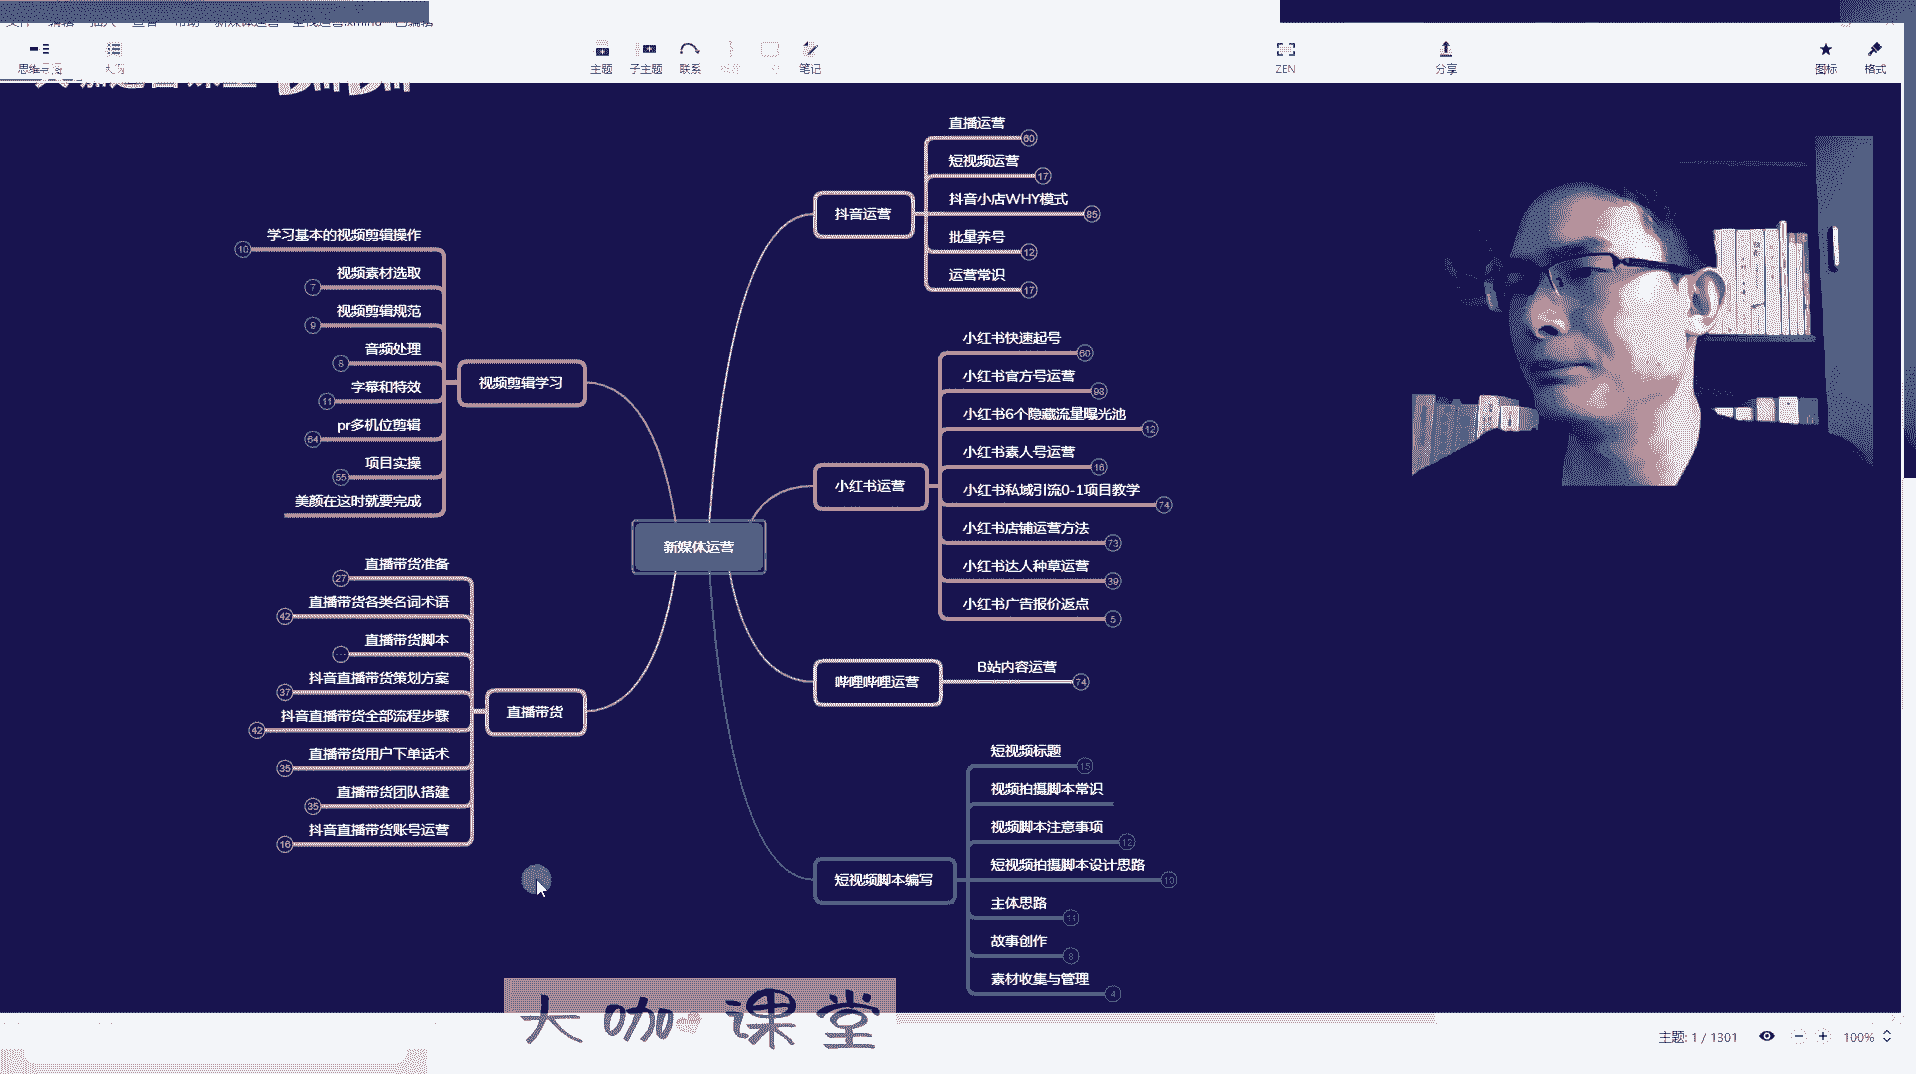 主题
子主题
联系
笔记
ZEN
分享
图标
格式
学习基本的视频剪辑操作
10
视频素材选取
7
视频剪辑规范
9
音频处理
8
字幕和特效
11
pr多机位剪辑
64
项目实操
55
美颜在这时就要完成
视频剪辑学习
直播带货准备
27
直播带货各类名词术语
42
直播带货脚本
抖音直播带货策划方案
37
抖音直播带货全部流程步骤
42
直播带货用户下单话术
35
直播带货团队搭建
35
抖音直播带货账号运营
16
直播带货
新媒体运营
抖音运营
直播运营
60
短视频运营
17
抖音小店WHY模式
85
批量养号
12
运营常识
17
小红书运营
小红书快速起号
60
小红书官方号运营
98
小红书6个隐藏流量曝光池
12
小红书素人号运营
16
小红书私域引流0-1项目教学
74
小红书店铺运营方法
73
小红书达人种草运营
39
小红书广告报价返点
5
哔哩哔哩运营
B站内容运营
74
短视频脚本编写
短视频标题
15
视频拍摄脚本常识
视频脚本注意事项
12
短视频拍摄脚本设计思路
10
主体思路
11
故事创作
8
素材收集与管理
4
大咖课堂
主题: 1 / 1301
100%